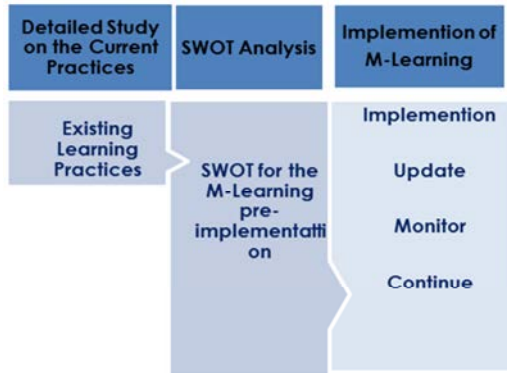 Detailed Study
on the Current
Practices
SWOT Analysis
Implemention of
M-Learning
Existing
Learning
Practices
SWOT for the
M-Learning
pre-
implementatti
on
Implemention
Update
Monitor
Continue